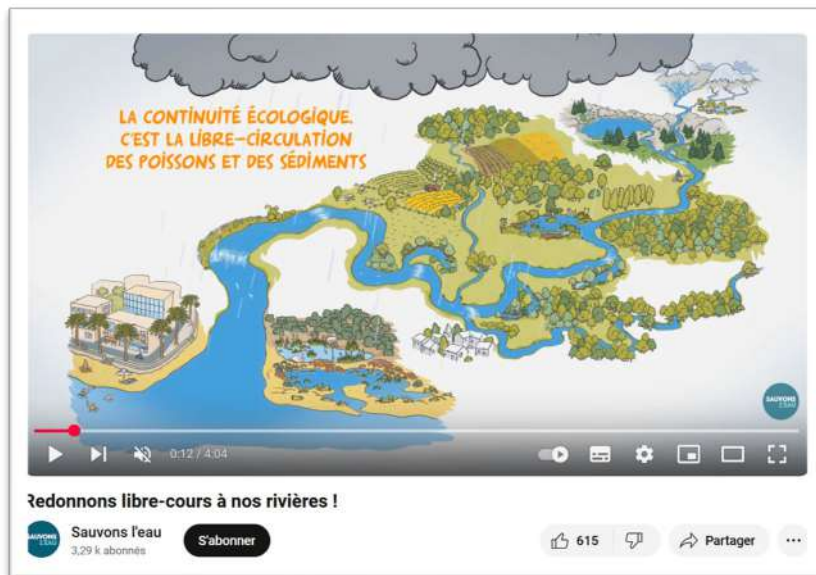 LA CONTINUITÉ ÉCOLOGIQUE.
C'EST LA LIBRE-CIRCULATION
DES POISSONS ET DES SÉDIMENTS
SAUVONS
L'EAU
0:12 / 4:04
Redonnons libre-cours à nos rivières !
SAUVONS
L'EAU
Sauvons l'eau
3,29 k abonnés
S'abonner
615
Partager